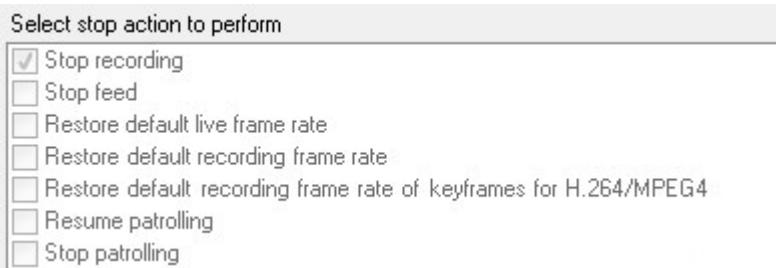 Select stop action to perform
Stop recording
Stop feed
Restore default live frame rate
Restore default recording frame rate
Restore default recording frame rate of keyframes for H.264/MPEG4
Resume patrolling
Stop patrolling